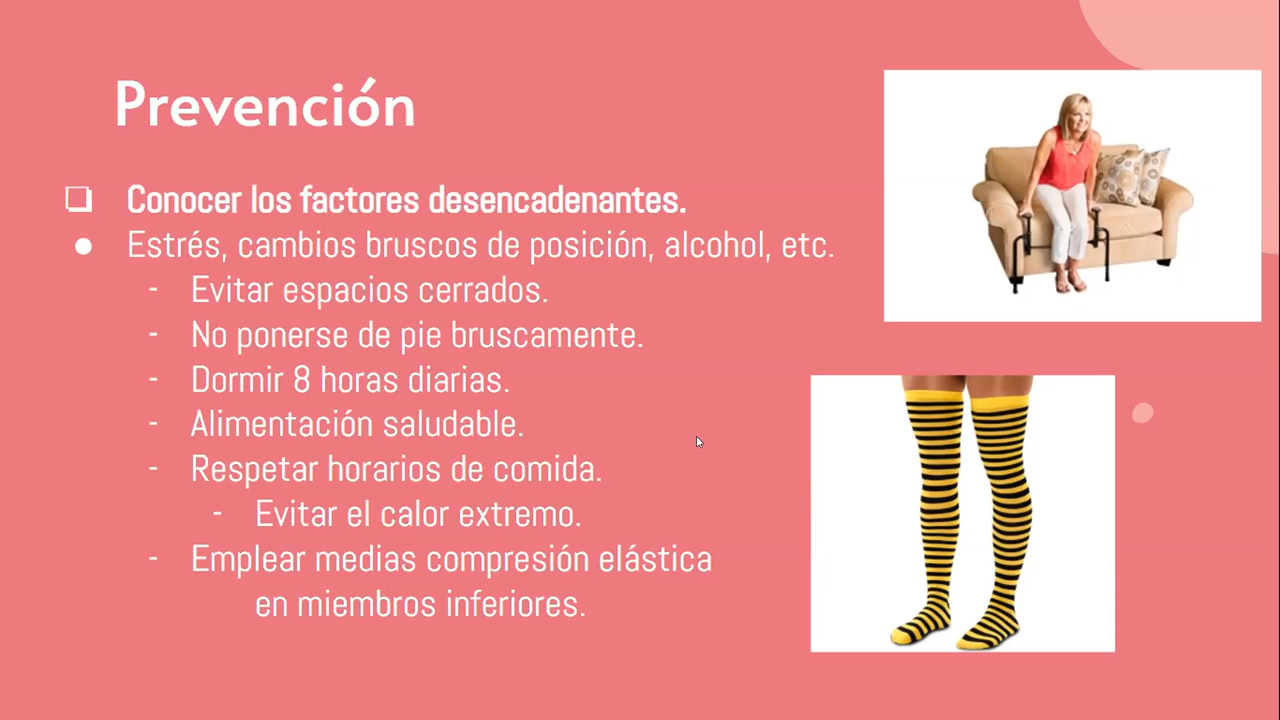 Prevención
Conocer los factores desencadenantes.
Estrés, cambios bruscos de posición, alcohol, etc.
- Evitar espacios cerrados.
- No ponerse de pie bruscamente.
- Dormir 8 horas diarias.
- Alimentación saludable.
- Respetar horarios de comida.
- Evitar el calor extremo.
- Emplear medias compresión elástica
en miembros inferiores.